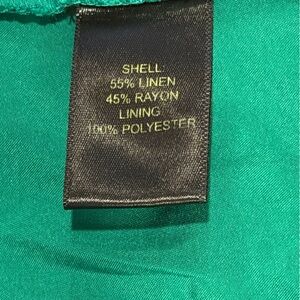 SHELL:
55% LINEN
45% RAYON
LINING:
100% POLYESTER